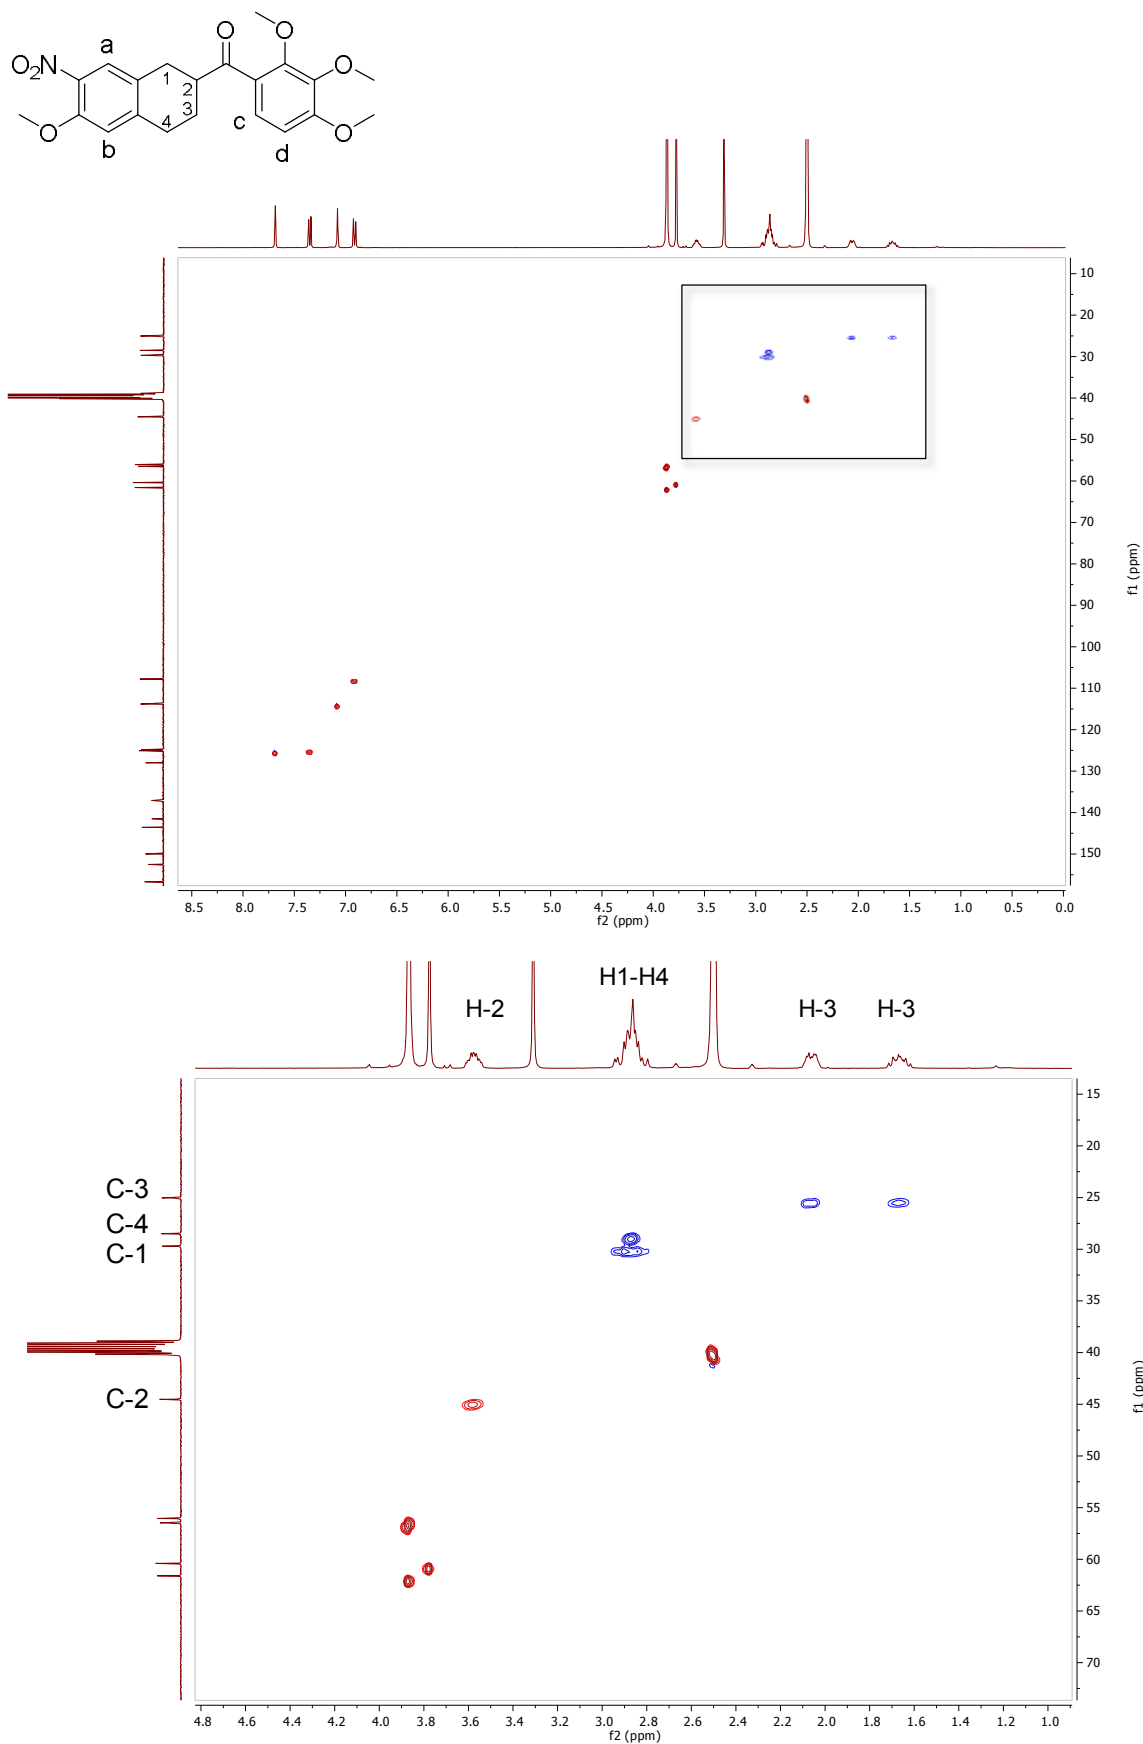 O
O
O₂N
a
1
2
3
4
O
O
O
b
c
d
10
20
30
40
50
60
70
80
90
100
110
120
130
140
150
f1 (ppm)
8.5 8.0 7.5 7.0 6.5 6.0 5.5 5.0 4.5 4.0 3.5 3.0 2.5 2.0 1.5 1.0 0.5 0.0
f2 (ppm)
H1-H4
H-2
H-3
H-3
C-3
C-4
C-1
C-2
15
20
25
30
35
40
45
50
55
60
65
70
f1 (ppm)
4.8 4.6 4.4 4.2 4.0 3.8 3.6 3.4 3.2 3.0 2.8 2.6 2.4 2.2 2.0 1.8 1.6 1.4 1.2 1.0
f2 (ppm)